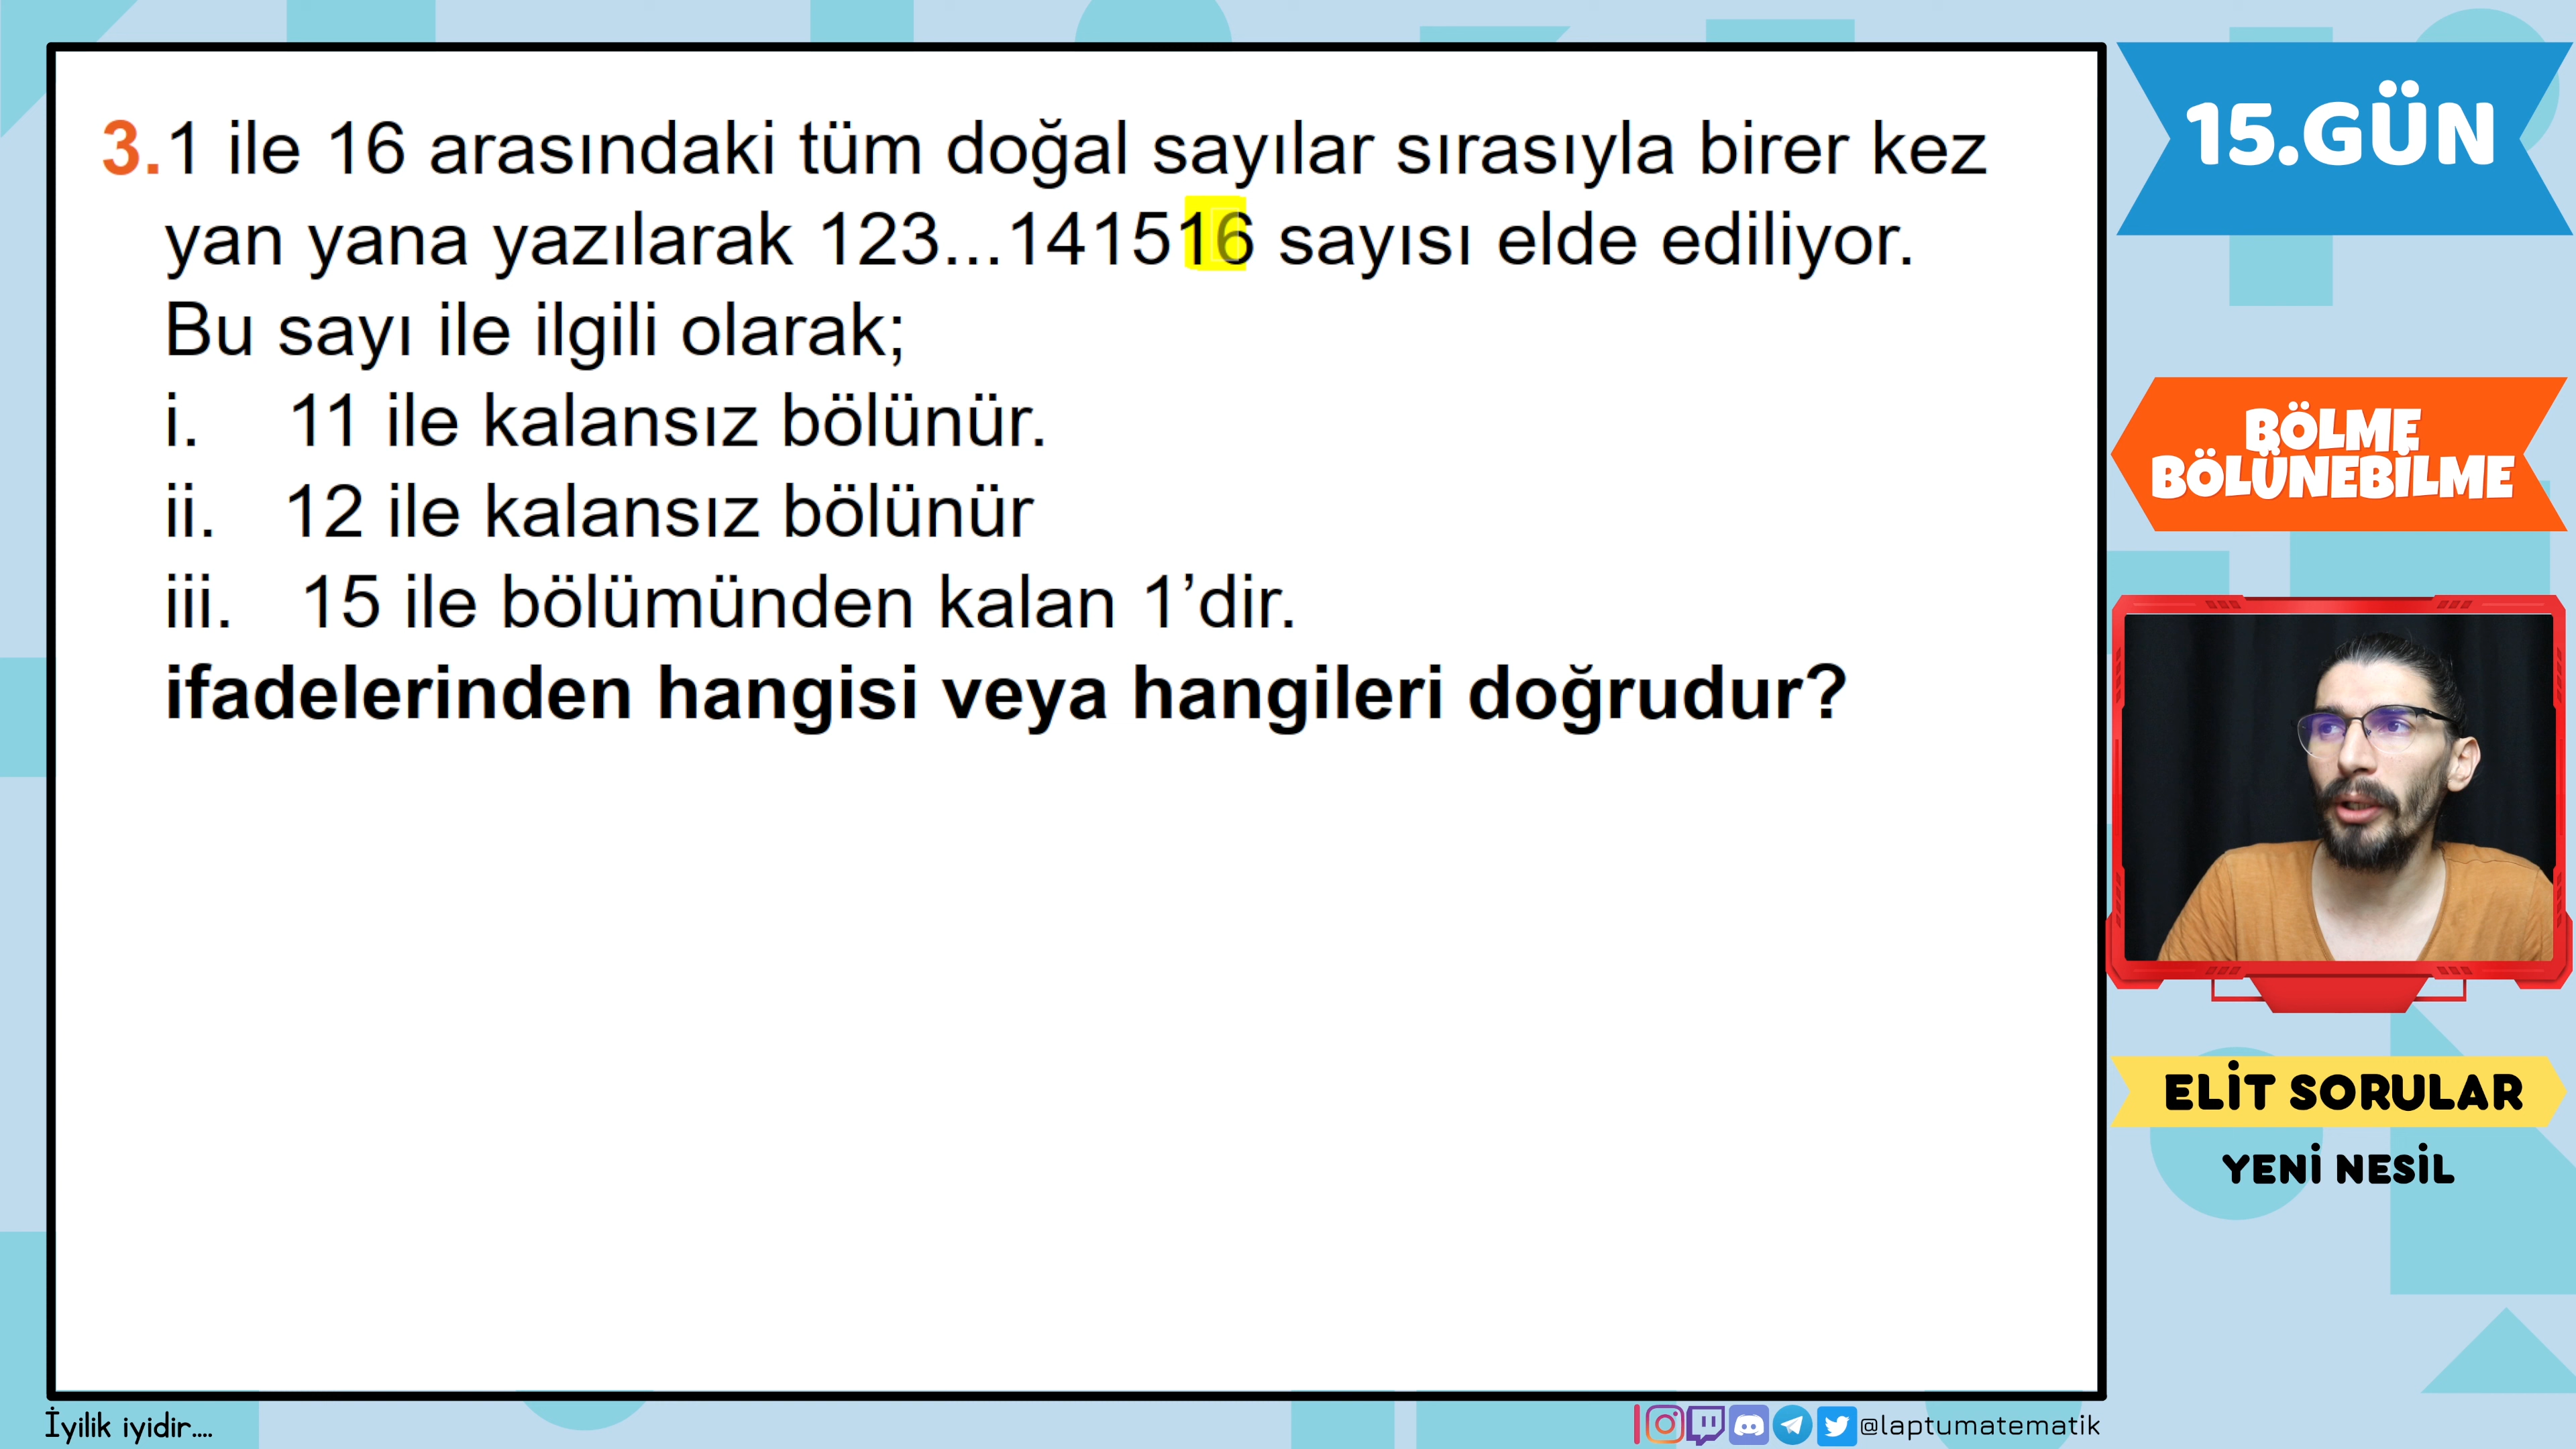 3.1 ile 16 arasındaki tüm doğal sayılar sırasıyla birer kez
yan yana yazılarak 123...141516 sayısı elde ediliyor.
Bu sayı ile ilgili olarak;
i. 11 ile kalansız bölünür.
ii. 12 ile kalansız bölünür
iii. 15 ile bölümünden kalan 1’dir.
ifadelerinden hangisi veya hangileri doğrudur?
15.GÜN
BÖLME
BÖLÜNEBİLME
ELİT SORULAR
YENİ NESİL
İyilik iyidir....
@laptumatematik